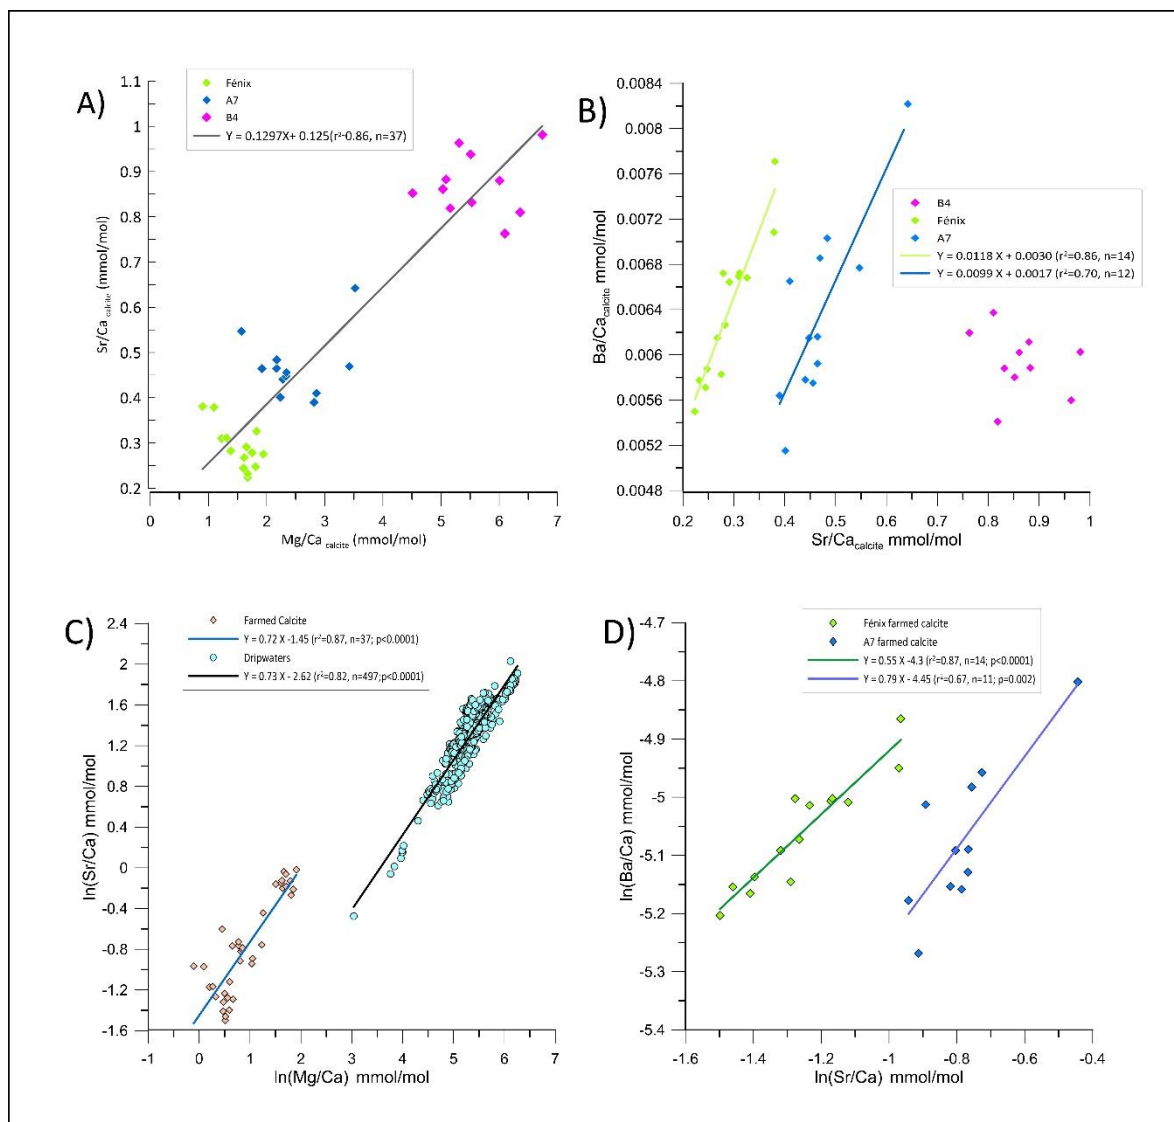 A)
Fénix
A7
B4
Y = 0.1297X+ 0.125(r²-0.86, n=37)
1.1
1
0.9
0.8
0.7
0.6
0.5
0.4
0.3
0.2
Sr/Ca calcite (mmol/mol)
0 1 2 3 4 5 6 7
Mg/Ca calcite (mmol/mol)
B)
B4
Fénix
A7
Y = 0.0118 X + 0.0030 (r²=0.86, n=14)
Y = 0.0099 X + 0.0017 (r²=0.70, n=12)
0.0084
0.008
0.0076
0.0072
0.0068
0.0064
0.006
0.0056
0.0052
0.0048
Ba/Ca calcite mmol/mol
0.2 0.3 0.4 0.5 0.6 0.7 0.8 0.9 1
Sr/Ca calcite mmol/mol
C)
Farmed Calcite
Y = 0.72 X -1.45 (r²=0.87, n=37; p<0.0001)
Dripwaters
Y = 0.73 X - 2.62 (r²=0.82, n=497;p<0.0001)
2.4
2
1.6
1.2
0.8
0.4
0
-0.4
-0.8
-1.2
-1.6
ln(Sr/Ca) mmol/mol
-1 0 1 2 3 4 5 6 7
ln(Mg/Ca) mmol/mol
D)
Fénix farmed calcite
A7 farmed calcite
Y = 0.55 X -4.3 (r²=0.87, n=14; p<0.0001)
Y = 0.79 X - 4.45 (r²=0.67, n=11; p=0.002)
-4.7
-4.8
-4.9
-5
-5.1
-5.2
-5.3
-5.4
ln(Ba/Ca) mmol/mol
-1.6 -1.4 -1.2 -1 -0.8 -0.6 -0.4
ln(Sr/Ca) mmol/mol